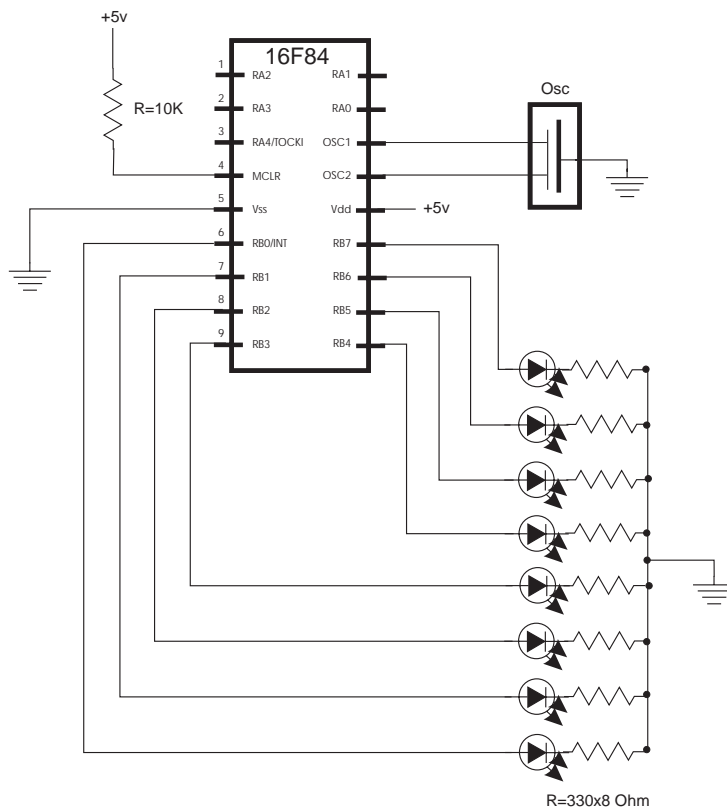 +5v
16F84
R=10K
Osc
1
RA2
RA1
2
RA3
RA0
3
RA4/TOCKI
OSC1
4
MCLR
OSC2
5
Vss
Vdd
+5v
6
RB0/INT
RB7
7
RB1
RB6
8
RB2
RB5
9
RB3
RB4
R=330x8 Ohm